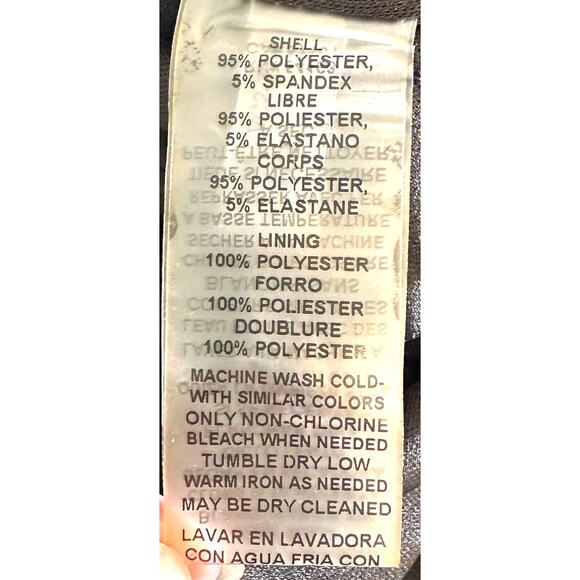 SHELL
95% POLYESTER,
5% SPANDEX
LIBRE
95% POLIESTER,
5% ELASTANO
CORPS
95% POLYESTER,
5% ELASTANE
LINING
100% POLYESTER
FORRO
100% POLIESTER
DOUBLURE
100% POLYESTER
MACHINE WASH COLD-
WITH SIMILAR COLORS
ONLY NON-CHLORINE
BLEACH WHEN NEEDED
TUMBLE DRY LOW
WARM IRON AS NEEDED
MAY BE DRY CLEANED
LAVAR EN LAVADORA
CON AGUA FRIA CON